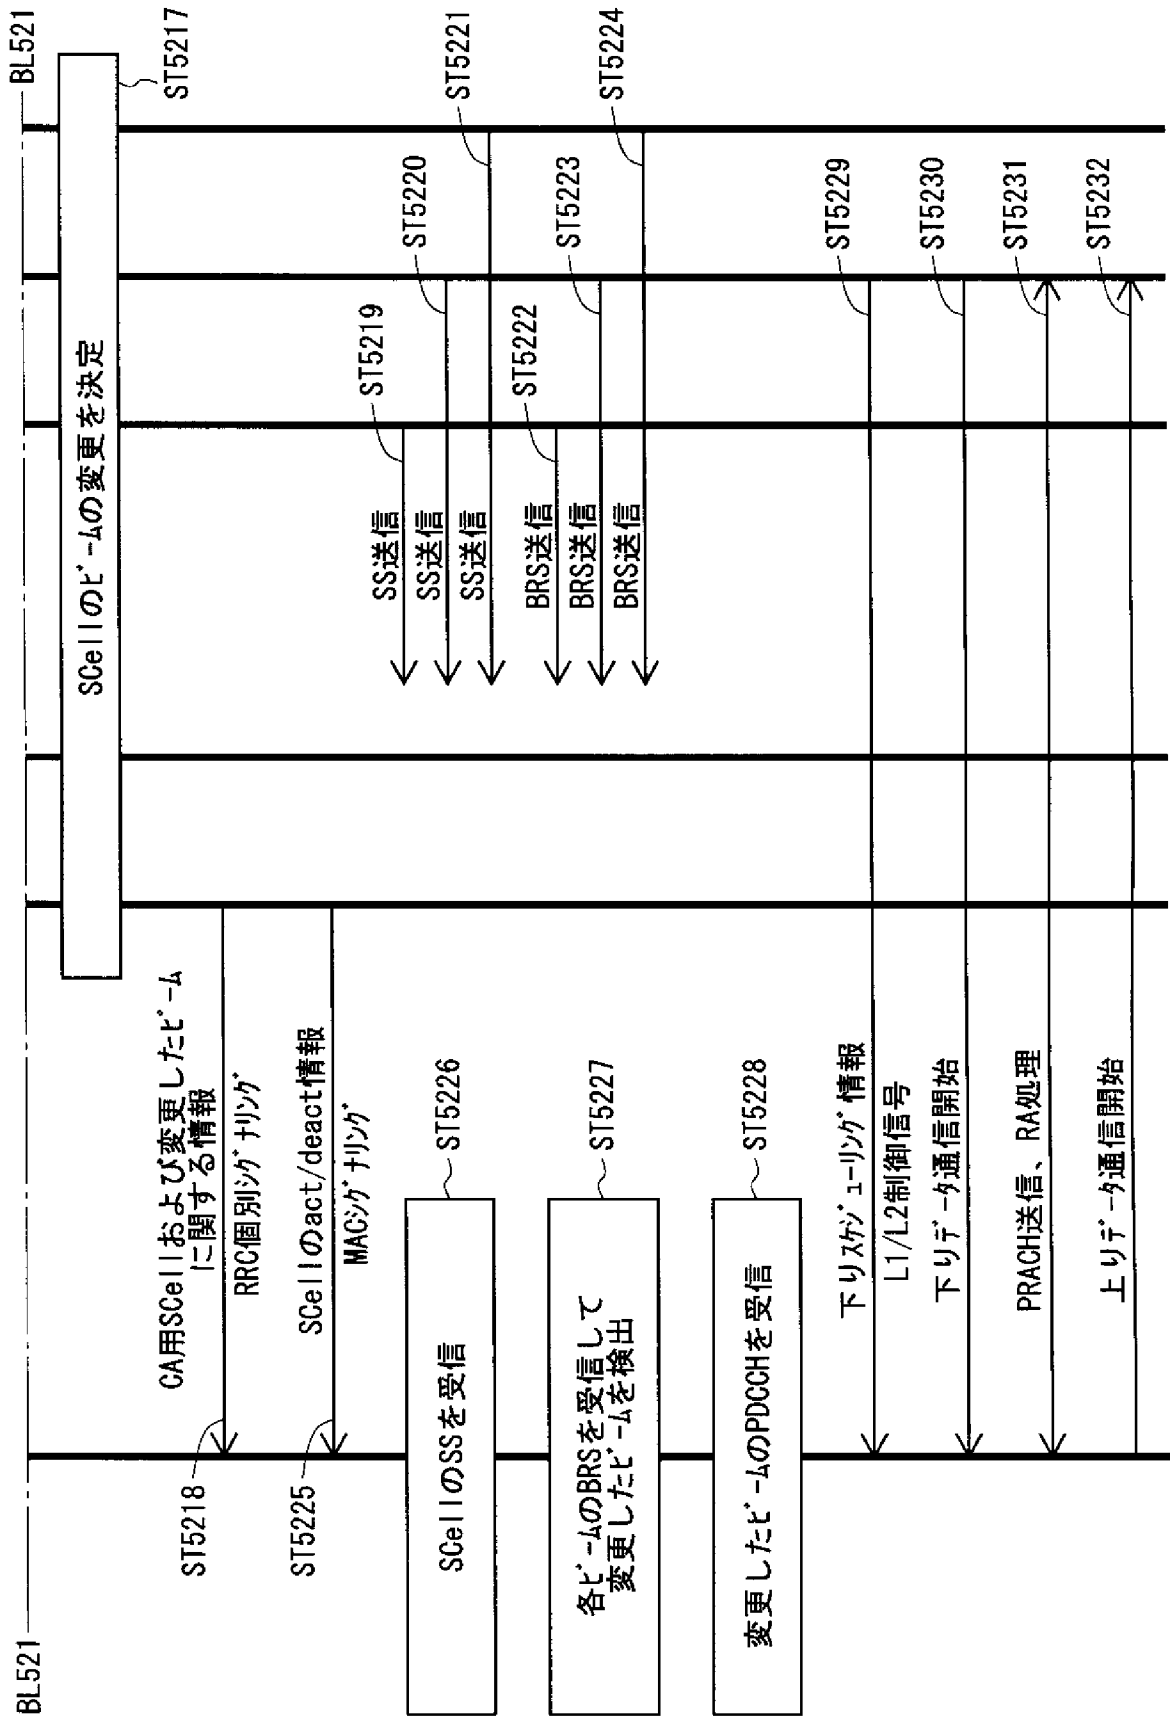 BL521
BL521
SCellのビームの変更を決定
ST5217
CA用SCellおよび変更したビーム
に関する情報
RRC個別シグナリング
ST5218
SCellのact/deact情報
MACシグナリング
ST5225
SS送信
ST5219
SS送信
ST5220
SS送信
ST5221
SCellのSSを受信
ST5226
BRS送信
ST5222
BRS送信
ST5223
BRS送信
ST5224
各ビームのBRSを受信して
変更したビームを検出
ST5227
変更したビームのPDCCHを受信
ST5228
下りスケジューリング情報
L1/L2制御信号
ST5229
下りデータ通信開始
ST5230
PRACH送信、RA処理
ST5231
上りデータ通信開始
ST5232